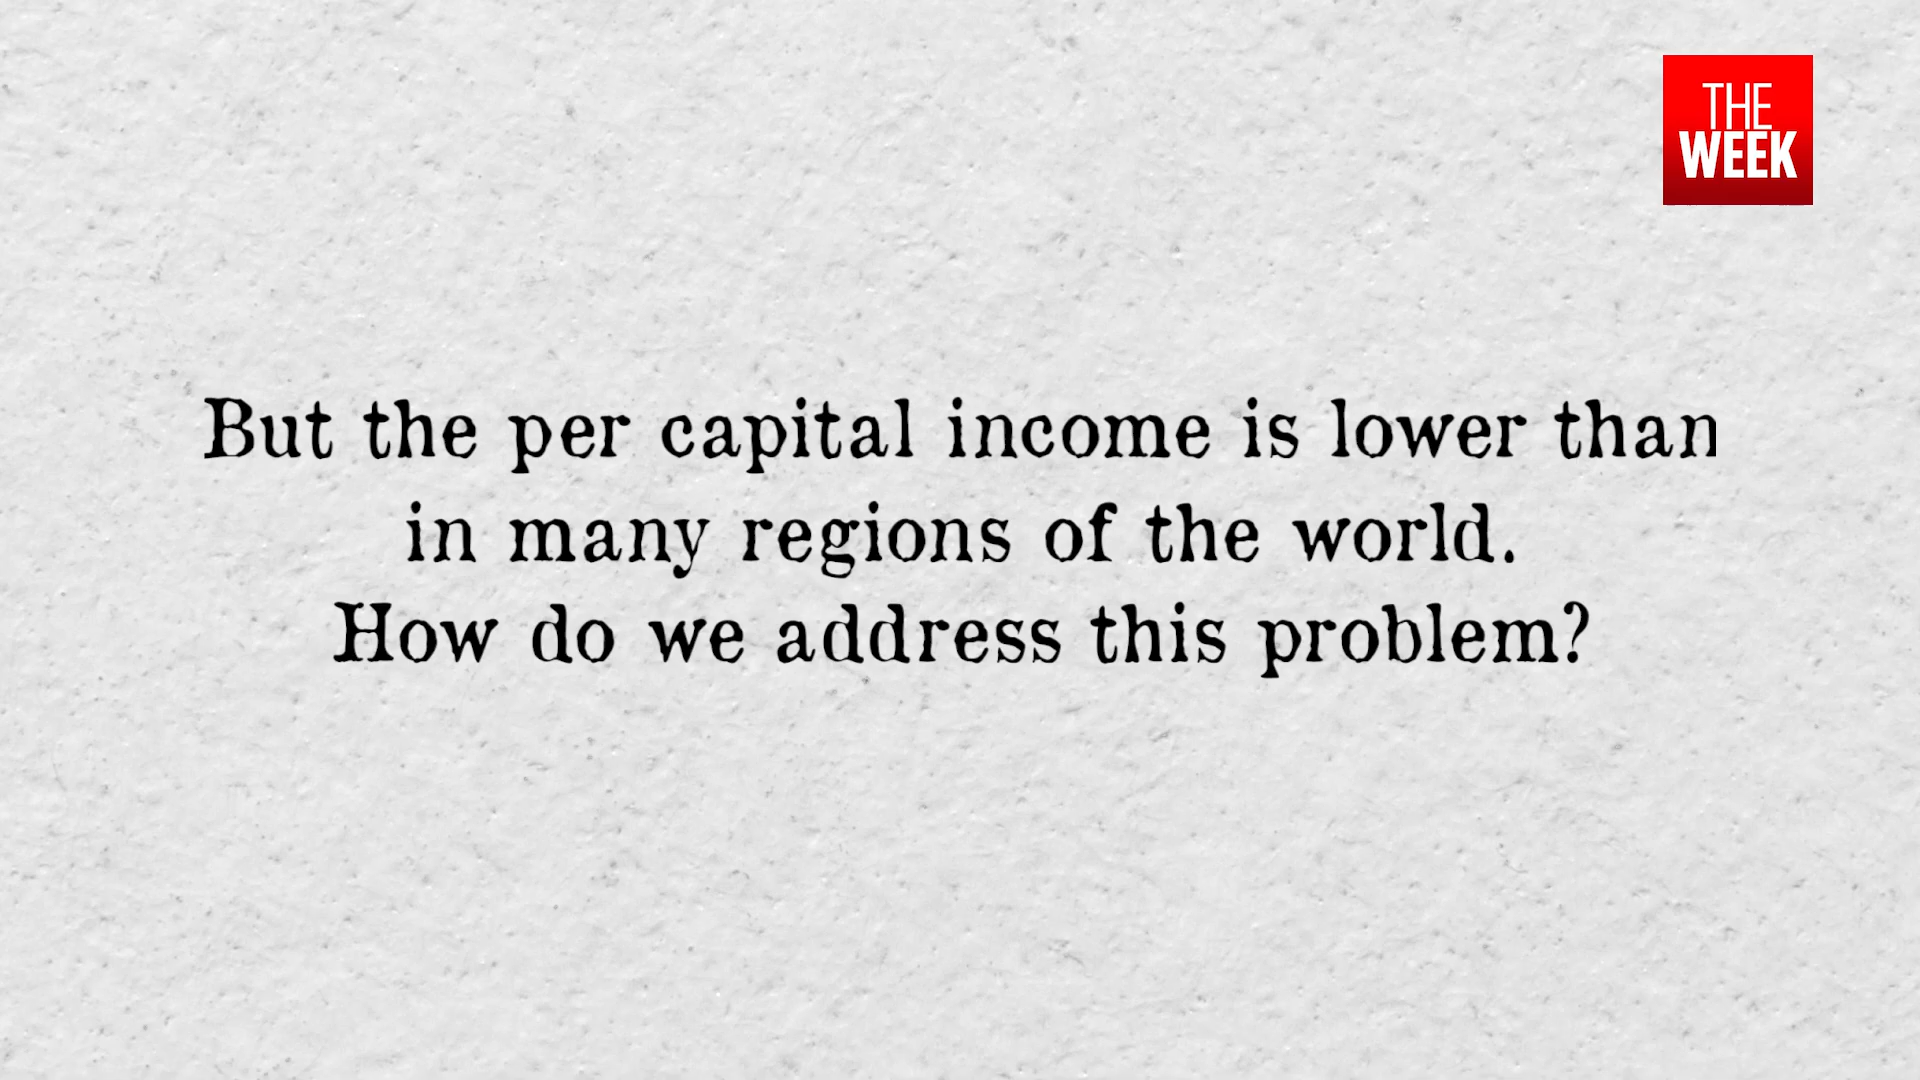 THE
WEEK
But the per capital income is lower than
in many regions of the world.
How do we address this problem?